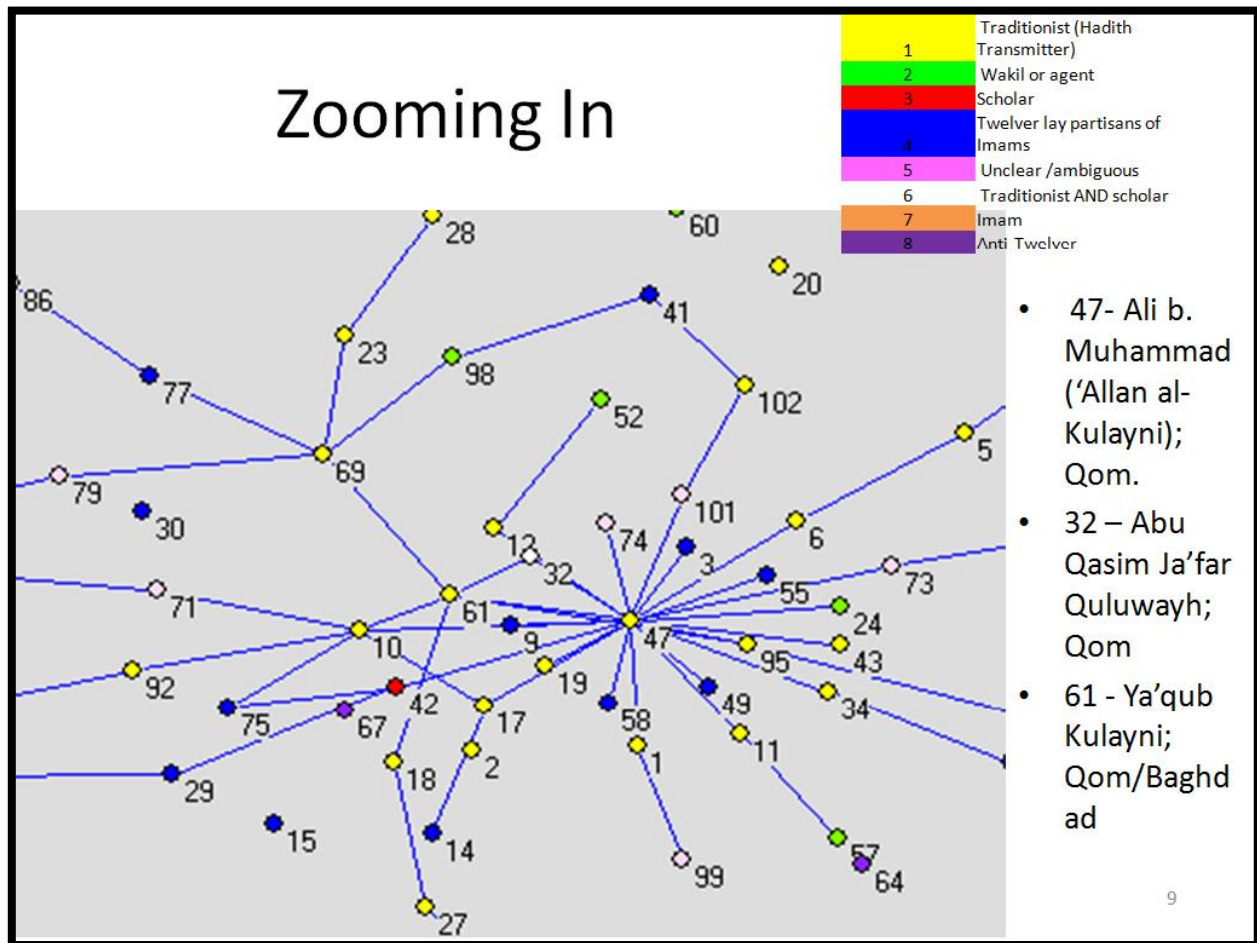 Zooming In
1 Traditionist (Hadith
Transmitter)
2 Wakil or agent
3 Scholar
4 Twelver lay partisans of
Imams
5 Unclear /ambiguous
6 Traditionist AND scholar
7 Imam
8 Anti Twelver
28
60
20
86
41
23
98
77
102
52
5
69
79
101
30
12
74
6
32
3
73
55
71
61
24
9
47
10
95
43
19
92
42
49
34
75
67
17
58
11
2
1
18
29
15
14
57
99
64
27
• 47- Ali b.
Muhammad
(‘Allan al-
Kulayni);
Qom.
• 32 – Abu
Qasim Ja’far
Quluwayh;
Qom
• 61 - Ya’qub
Kulayni;
Qom/Baghd
ad
9